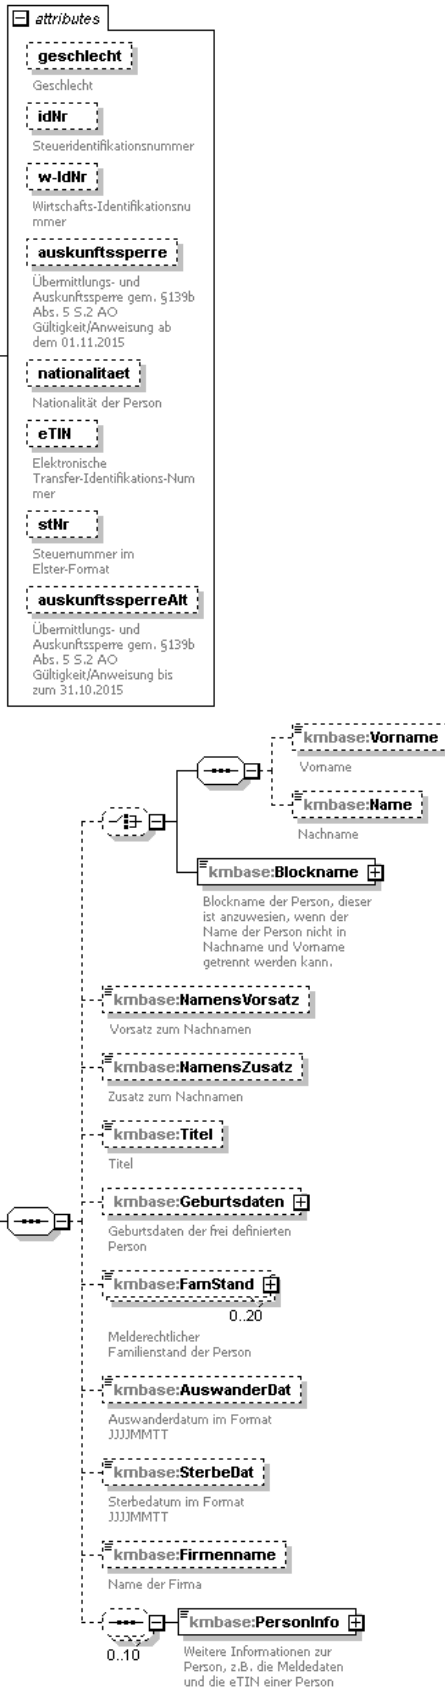 attributes
geschlecht
Geschlecht
idNr
Steueridentifikationsnummer
w-IdNr
Wirtschafts-Identifikationsnu
mmer
auskunftssperre
Übermittlungs- und
Auskunftssperre gem. §139b
Abs. 5 S.2 AO
Gültigkeit/Anweisung ab
dem 01.11.2015
nationalitaet
Nationalität der Person
eTIN
Elektronische
Transfer-Identifikations-Num
mer
stNr
Steuernummer im
Elster-Format
auskunftssperreAlt
Übermittlungs- und
Auskunftssperre gem. §139b
Abs. 5 S.2 AO
Gültigkeit/Anweisung bis
zum 31.10.2015
kmbase:Vorname
Vorname
kmbase:Name
Nachname
kmbase:Blockname
Blockname der Person, dieser
ist anzuwesien, wenn der
Name der Person nicht in
Nachname und Vorname
getrennt werden kann.
kmbase:NamensVorsatz
Vorsatz zum Nachnamen
kmbase:NamensZusatz
Zusatz zum Nachnamen
kmbase:Titel
Titel
kmbase:Geburtsdaten
Geburtsdaten der frei definierten
Person
kmbase:FamStand
0..20
Melderechtlicher
Familienstand der Person
kmbase:AuswanderDat
Auswanderdatum im Format
JJJJMMTT
kmbase:SterbeDat
Sterbedatum im Format
JJJJMMTT
kmbase:Firmenname
Name der Firma
kmbase:PersonInfo
0..10
Weitere Informationen zur
Person, z.B. die Meldedaten
und die eTIN einer Person